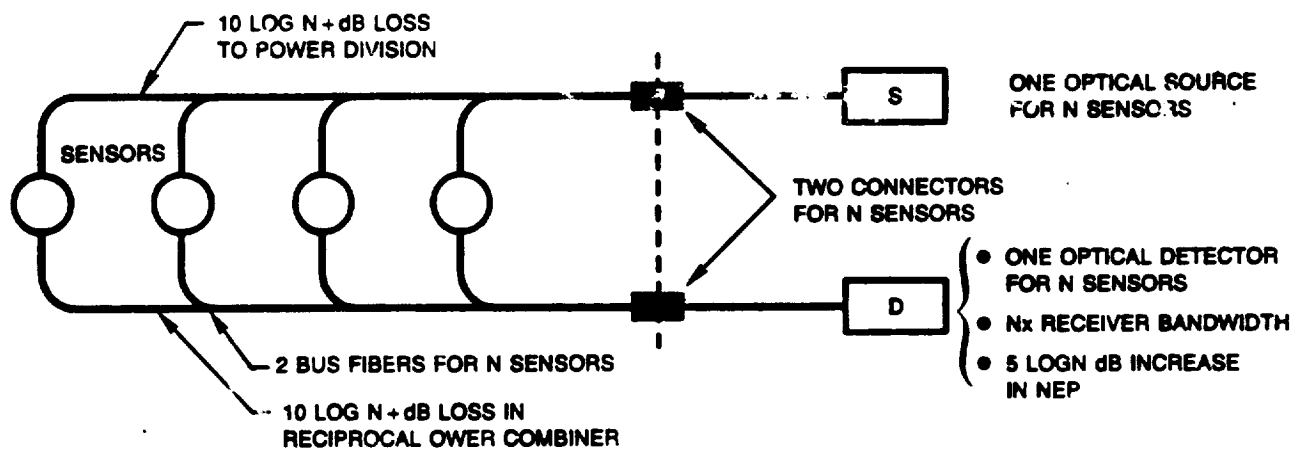 10 LOG N + dB LOSS
TO POWER DIVISION
S
ONE OPTICAL SOURCE
FOR N SENSORS
SENSORS
TWO CONNECTORS
FOR N SENSORS
D
● ONE OPTICAL DETECTOR
FOR N SENSORS
● Nx RECEIVER BANDWIDTH
● 5 LOGN dB INCREASE
IN NEP
2 BUS FIBERS FOR N SENSORS
10 LOG N + dB LOSS IN
RECIPROCAL OWER COMBINER